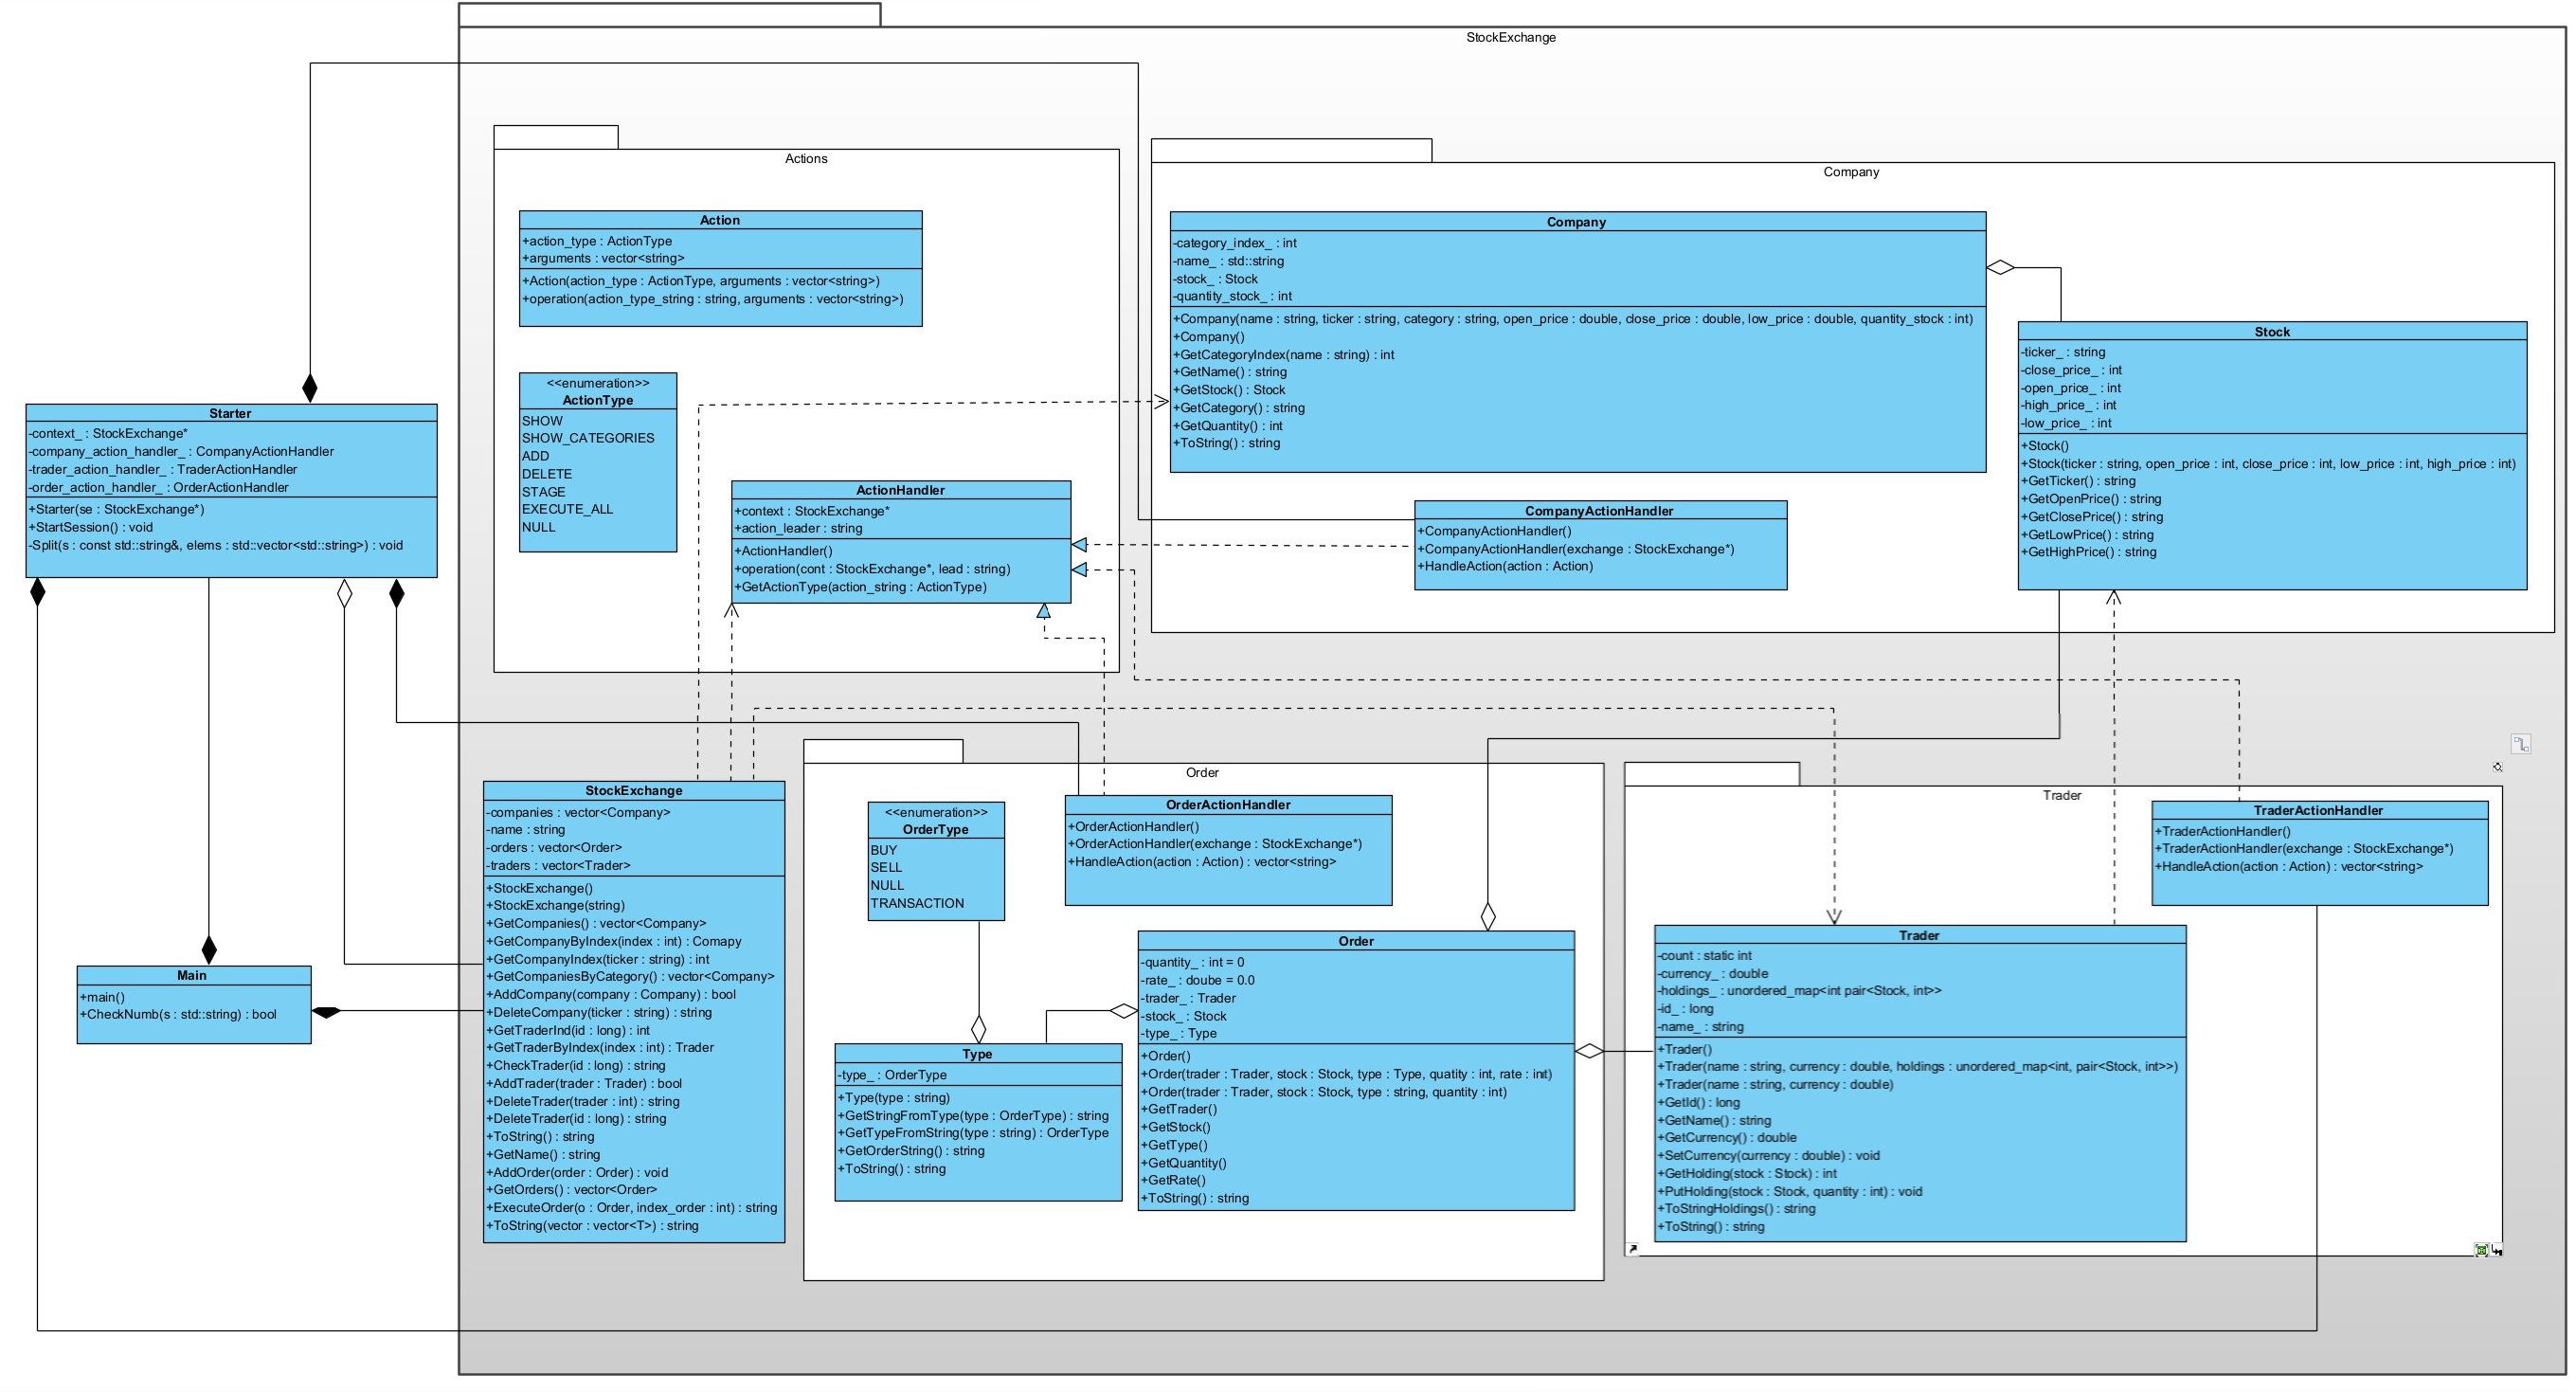 StockExchange
Actions
Action
+action_type : ActionType
+arguments : vector<string>
+Action(action_type : ActionType, arguments : vector<string>)
+operation(action_type_string : string, arguments : vector<string>)
<<enumeration>>
ActionType
SHOW
SHOW_CATEGORIES
ADD
DELETE
STAGE
EXECUTE_ALL
NULL
ActionHandler
+context : StockExchange*
+action_leader : string
+ActionHandler()
+operation(cont : StockExchange*, lead : string)
+GetActionType(action_string : ActionType)
Company
Company
-category_index_ : int
-name_ : std::string
-stock_ : Stock
-quantity_stock_ : int
+Company(name : string, ticker : string, category : string, open_price : double, close_price : double, low_price : double, quantity_stock : int)
+Company()
+GetCategoryIndex(name : string) : int
+GetName() : string
+GetStock() : Stock
+GetCategory() : string
+GetQuantity() : int
+ToString() : string
Stock
-ticker_ : string
-close_price_ : int
-open_price_ : int
-high_price_ : int
-low_price_ : int
+Stock()
+Stock(ticker : string, open_price : int, close_price : int, low_price : int, high_price : int)
+GetTicker() : string
+GetOpenPrice() : string
+GetClosePrice() : string
+GetLowPrice() : string
+GetHighPrice() : string
CompanyActionHandler
+CompanyActionHandler()
+CompanyActionHandler(exchange : StockExchange*)
+HandleAction(action : Action)
Starter
-context_ : StockExchange*
-company_action_handler_ : CompanyActionHandler
-trader_action_handler_ : TraderActionHandler
-order_action_handler_ : OrderActionHandler
+Starter(se : StockExchange*)
+StartSession() : void
-Split(s : const std::string&, elems : std::vector<std::string>) : void
Main
+main()
+CheckNumb(s : std::string) : bool
StockExchange
-companies : vector<Company>
-name : string
-orders : vector<Order>
-traders : vector<Trader>
+StockExchange()
+StockExchange(string)
+GetCompanies() : vector<Company>
+GetCompanyByIndex(index : int) : Comapy
+GetCompanyIndex(ticker : string) : int
+GetCompaniesByCategory() : vector<Company>
+AddCompany(company : Company) : bool
+DeleteCompany(ticker : string) : string
+GetTraderInd(id : long) : int
+GetTraderByIndex(index : int) : Trader
+CheckTrader(id : long) : string
+AddTrader(trader : Trader) : bool
+DeleteTrader(trader : int) : string
+DeleteTrader(id : long) : string
+ToString() : string
+GetName() : string
+AddOrder(order : Order) : void
+GetOrders() : vector<Order>
+ExecuteOrder(o : Order, index_order : int) : string
+ToString(vector : vector<T>) : string
Order
<<enumeration>>
OrderType
BUY
SELL
NULL
TRANSACTION
OrderActionHandler
+OrderActionHandler()
+OrderActionHandler(exchange : StockExchange*)
+HandleAction(action : Action) : vector<string>
Type
-type_ : OrderType
+Type(type : string)
+GetStringFromType(type : OrderType) : string
+GetTypeFromString(type : string) : OrderType
+GetOrderString() : string
+ToString() : string
Order
-quantity_ : int = 0
-rate_ : doube = 0.0
-trader_ : Trader
-stock_ : Stock
-type_ : Type
+Order()
+Order(trader : Trader, stock : Stock, type : Type, quatity : int, rate : int)
+Order(trader : Trader, stock : Stock, type : string, quantity : int)
+GetTrader()
+GetStock()
+GetType()
+GetQuantity()
+GetRate()
+ToString() : string
Trader
TraderActionHandler
+TraderActionHandler()
+TraderActionHandler(exchange : StockExchange*)
+HandleAction(action : Action) : vector<string>
Trader
-count : static int
-currency_ : double
-holdings_ : unordered_map<int pair<Stock, int>>
-id_ : long
-name_ : string
+Trader()
+Trader(name : string, currency : double, holdings : unordered_map<int, pair<Stock, int>>)
+Trader(name : string, currency : double)
+GetId() : long
+GetName() : string
+GetCurrency() : double
+SetCurrency(currency : double) : void
+GetHolding(stock : Stock) : int
+PutHolding(stock : Stock, quantity : int) : void
+ToStringHoldings() : string
+ToString() : string